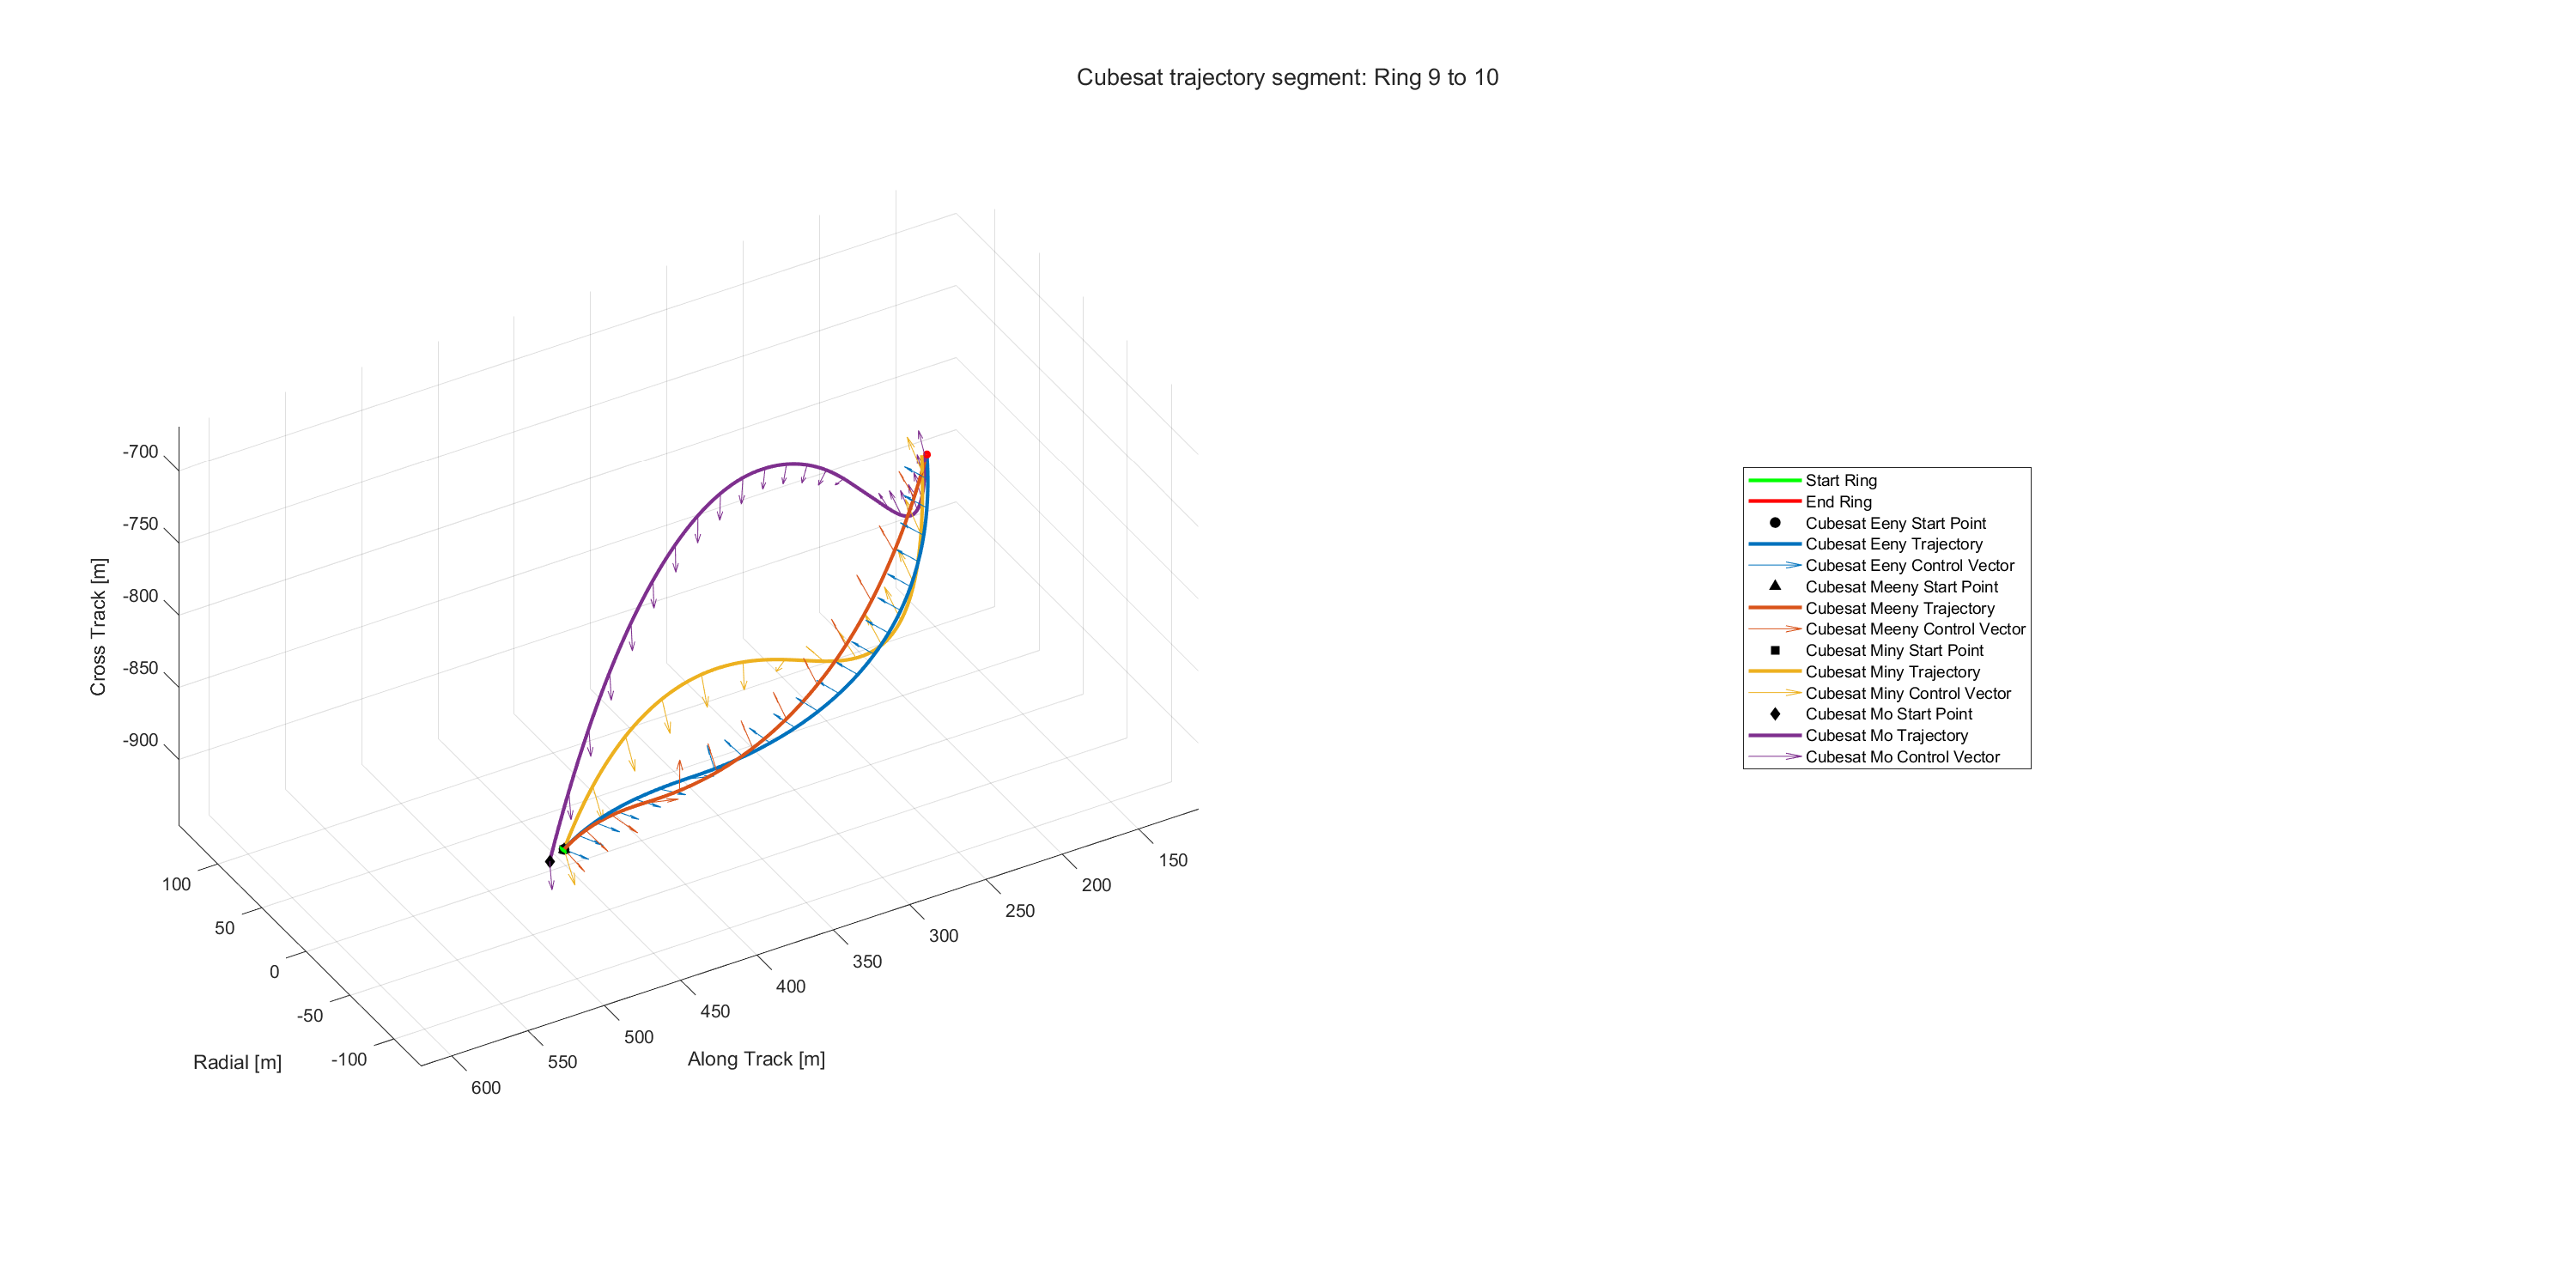 Cubesat trajectory segment: Ring 9 to 10
-700
-750
-800
-850
-900
Cross Track [m]
100
50
0
-50
-100
Radial [m]
600
550
500
450
400
350
300
250
200
150
Along Track [m]
Start Ring
End Ring
Cubesat Eeny Start Point
Cubesat Eeny Trajectory
Cubesat Eeny Control Vector
Cubesat Meeny Start Point
Cubesat Meeny Trajectory
Cubesat Meeny Control Vector
Cubesat Miny Start Point
Cubesat Miny Trajectory
Cubesat Miny Control Vector
Cubesat Mo Start Point
Cubesat Mo Trajectory
Cubesat Mo Control Vector